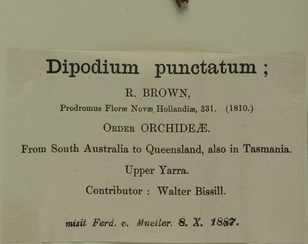 Dipodium punctatum ;
R. BROWN,
Prodromus Floræ Novæ Hollandiæ, 331. (1810.)
ORDER ORCHIDEÆ.
From South Australia to Queensland, also in Tasmania.
Upper Yarra.
Contributor : Walter Bissill.
misit Ferd. v. Mueller. 8. X. 1887.